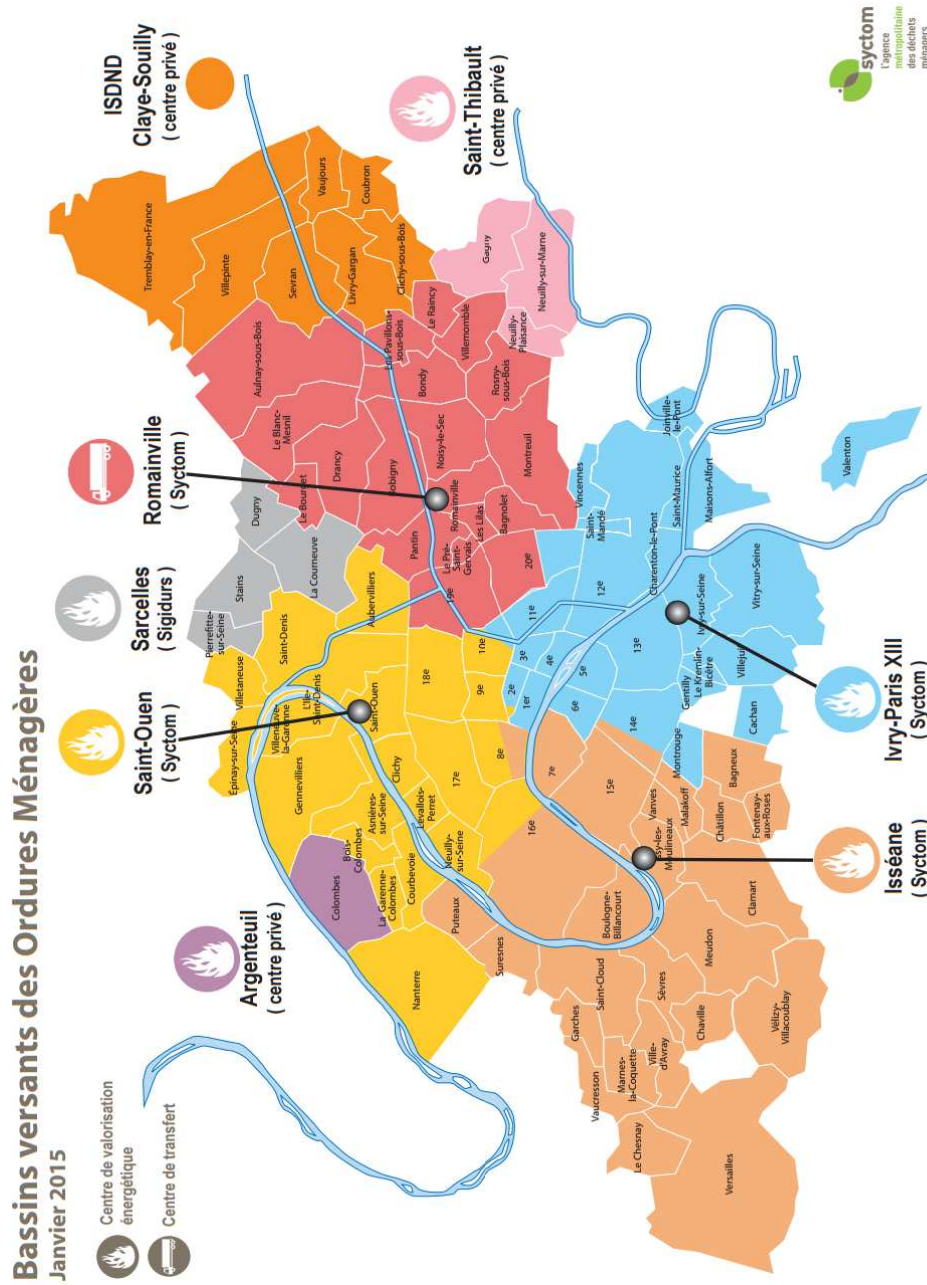 Bassins versants des Ordures Ménagères
Janvier 2015
Centre de valorisation
énergétique
Centre de transfert
Argenteuil
( centre privé )
Saint-Ouen
( Syctom )
Sarcelles
( Sigidurs )
Romainville
( Syctom )
ISDND
Claye-Souilly
( centre privé )
Saint-Thibault
( centre privé )
Isséane
( Syctom )
Ivry-Paris XIII
( Syctom )
Tremblay-en-France
Villepinte
Sevran
Vaujours
Coubron
Livry-Gargan
Clichy-sous-Bois
Aulnay-sous-Bois
Le Blanc-
Mesnil
Drancy
Le Bourget
Bobigny
Les Pavillons-
sous-Bois
Le Raincy
Villemomble
Bondy
Rosny-
sous-Bois
Noisy-le-Sec
Romainville
Montreuil
Bagnolet
Les Lilas
Le Pré-
Saint-
Gervais
Pantin
19e
20e
Gagny
Neuilly-sur-Marne
Neuilly-
Plaisance
Dugny
Stains
La Courneuve
Pierrefitte-
sur-Seine
Villetaneuse
Épinay-sur-Seine
Saint-Denis
Aubervilliers
L'Ile-
Saint-Denis
Villeneuve-
la-Garenne
Saint-Ouen
Gennevilliers
Asnières-
sur-Seine
Clichy
Levallois-
Perret
Bois-
Colombes
Colombes
La Garenne-
Colombes
Courbevoie
Neuilly-
sur-Seine
Nanterre
18e
17e
10e
9e
8e
Puteaux
Suresnes
16e
7e
15e
Vanves
Malakoff
Issy-les-
Moulineaux
Boulogne-
Billancourt
Châtillon
Bagneux
Fontenay-
aux-Roses
Clamart
Meudon
Sèvres
Saint-Cloud
Garches
Vaucresson
Marnes-
la-Coquette
Ville-
d'Avray
Chaville
Vélizy-
Villacoublay
Le Chesnay
Versailles
1er
2e
3e
4e
5e
6e
11e
12e
13e
14e
Vincennes
Saint-
Mandé
Charenton-le-Pont
Saint-Maurice
Joinville-
le-Pont
Maisons-Alfort
Ivry-sur-Seine
Vitry-sur-Seine
Villejuif
Le Kremlin-
Bicêtre
Gentilly
Montrouge
Cachan
Valenton
syctom
l'agence
métropolitaine
des déchets
ménagers